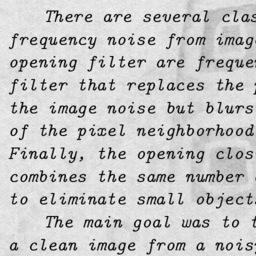 There are several clas
frequency noise from imag
opening filter are freque
filter that replaces the
the image noise but blurs
of the pixel neighborhood
Finally, the opening clos
combines the same number
to eliminate small object
The main goal was to t
a clean image from a nois